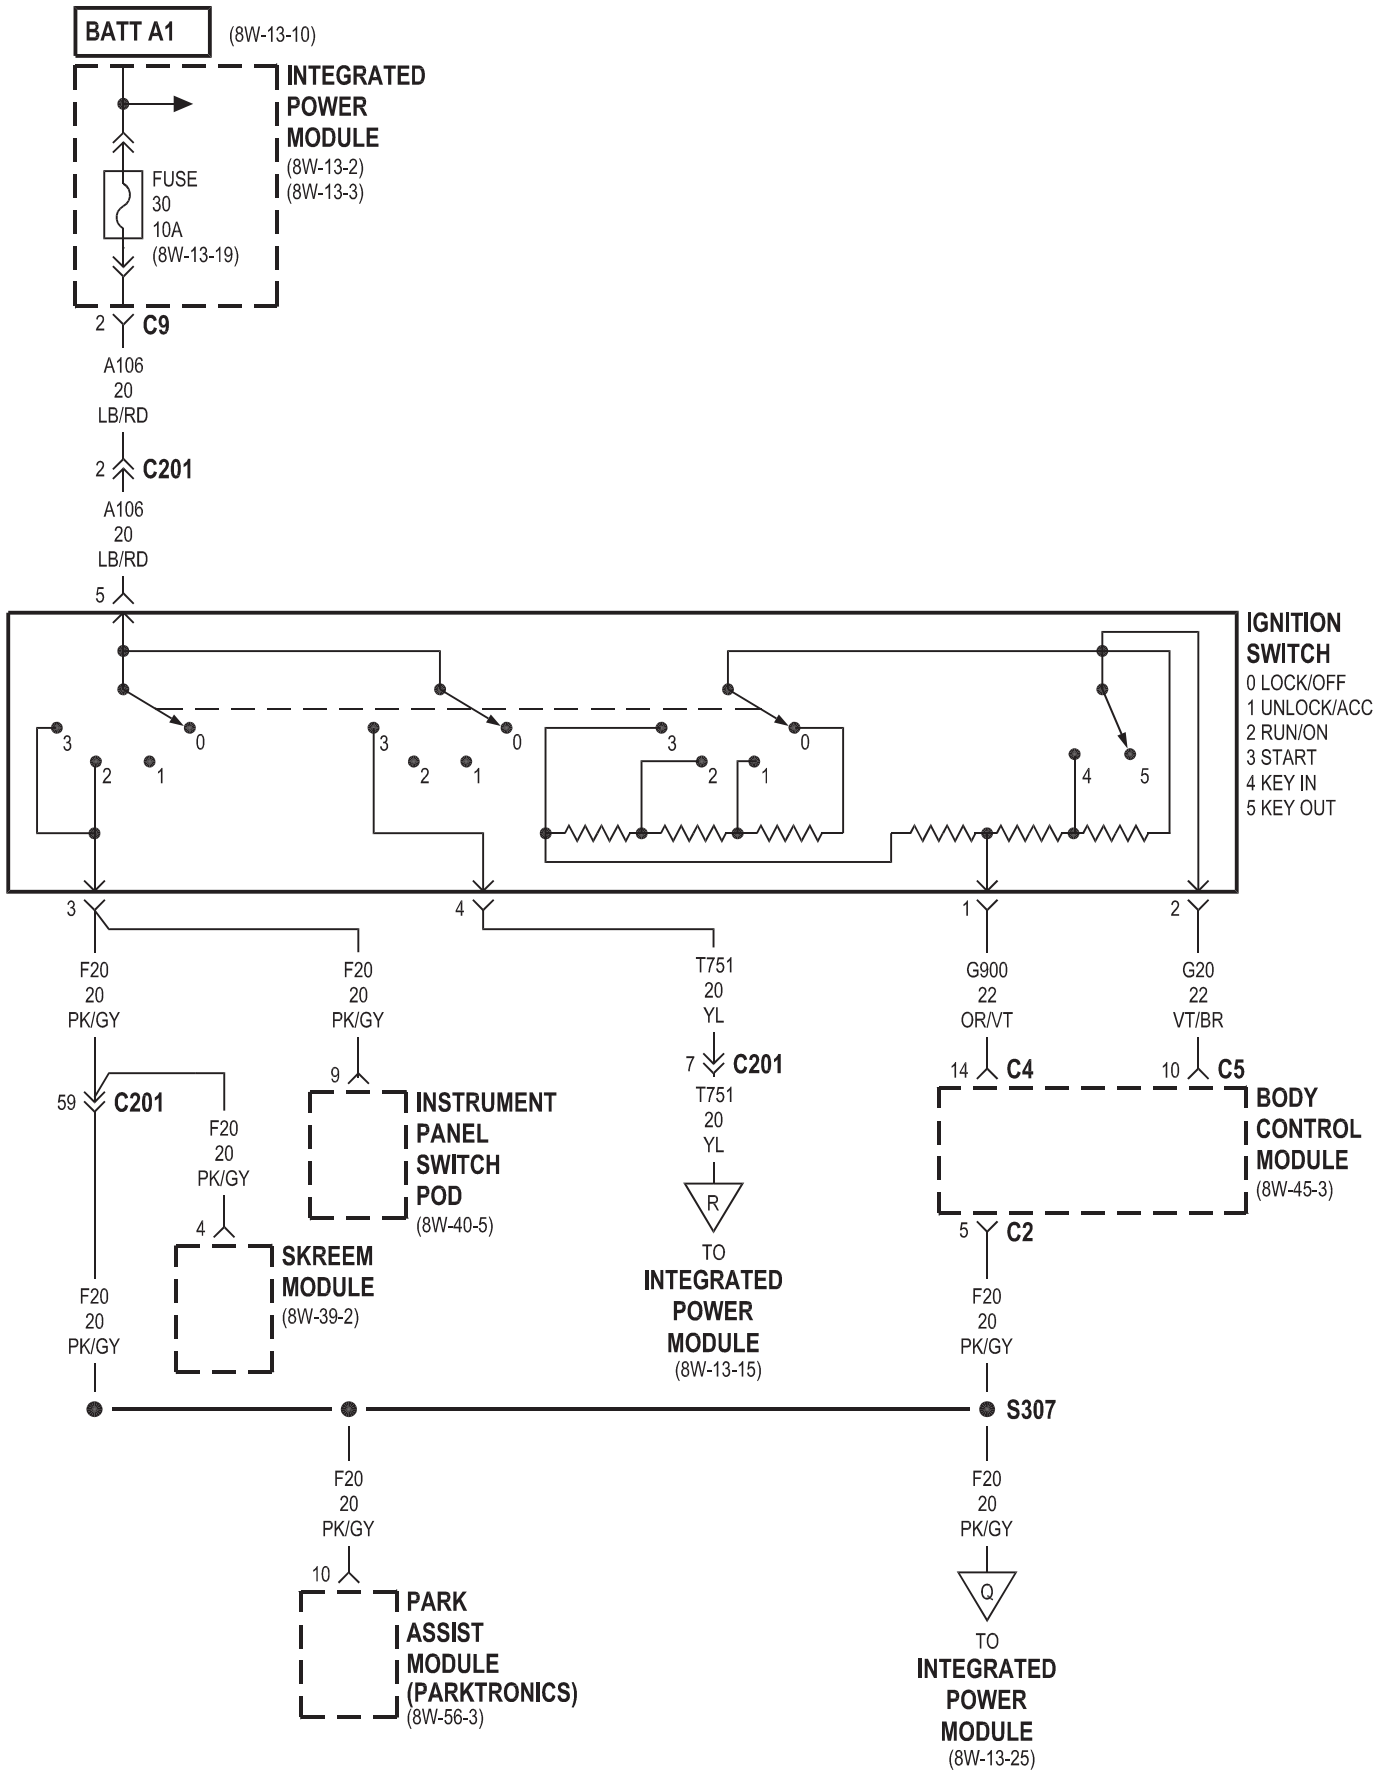 BATT A1
(8W-13-10)
INTEGRATED
POWER
MODULE
(8W-13-2)
(8W-13-3)
FUSE
30
10A
(8W-13-19)
2 C9
A106
20
LB/RD
2 C201
A106
20
LB/RD
5
IGNITION
SWITCH
0 LOCK/OFF
1 UNLOCK/ACC
2 RUN/ON
3 START
4 KEY IN
5 KEY OUT
3 2 1 0
3 2 1 0
3 2 1 0
4 5
3
4
1
2
F20
20
PK/GY
F20
20
PK/GY
T751
20
YL
G900
22
OR/VT
G20
22
VT/BR
59 C201
F20
20
PK/GY
9
INSTRUMENT
PANEL
SWITCH
POD
(8W-40-5)
7 C201
T751
20
YL
R
TO
INTEGRATED
POWER
MODULE
(8W-13-15)
14 C4
10 C5
BODY
CONTROL
MODULE
(8W-45-3)
5 C2
4
SKREEM
MODULE
(8W-39-2)
F20
20
PK/GY
F20
20
PK/GY
S307
F20
20
PK/GY
F20
20
PK/GY
10
PARK
ASSIST
MODULE
(PARKTRONICS)
(8W-56-3)
Q
TO
INTEGRATED
POWER
MODULE
(8W-13-25)